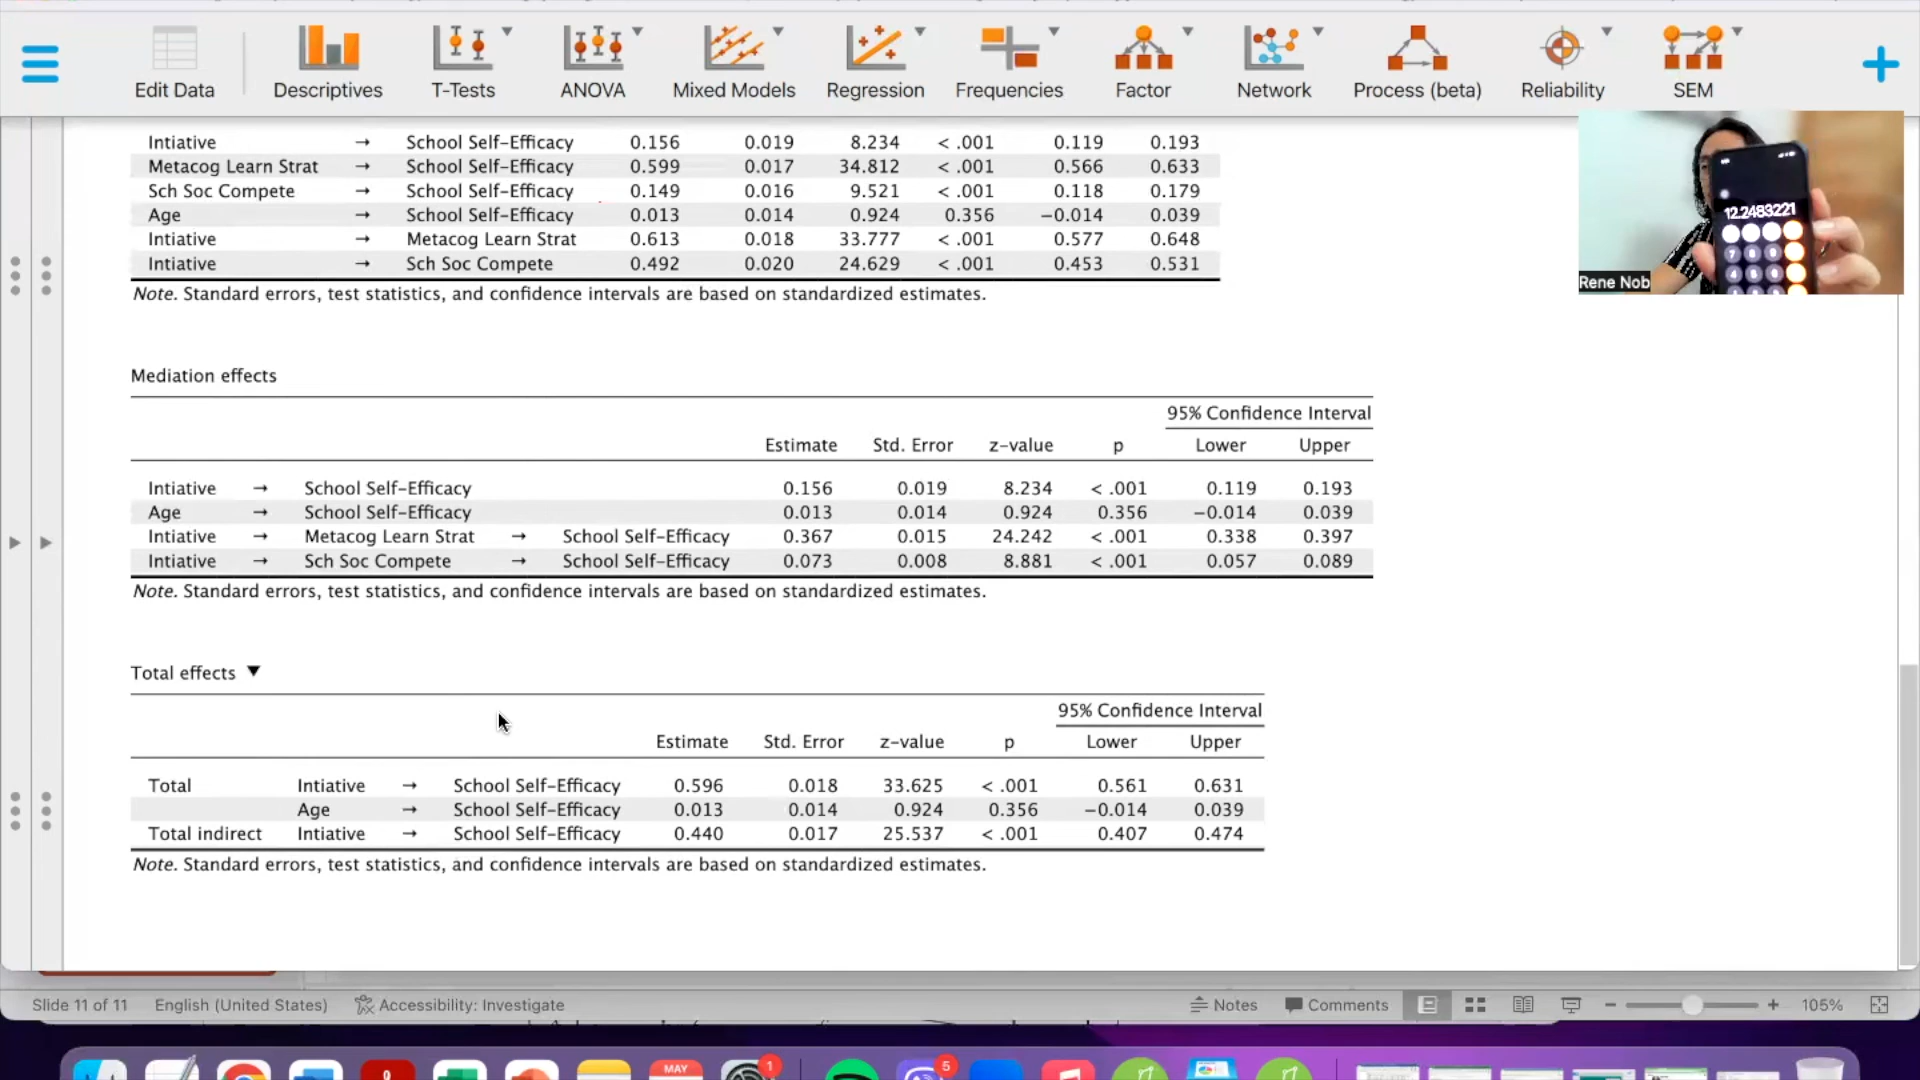 Edit Data Descriptives T-Tests ANOVA Mixed Models Regression Frequencies Factor Network Process (beta) Reliability SEM
Intiative → School Self-Efficacy 0.156 0.019 8.234 < .001 0.119 0.193
Metacog Learn Strat → School Self-Efficacy 0.599 0.017 34.812 < .001 0.566 0.633
Sch Soc Compete → School Self-Efficacy 0.149 0.016 9.521 < .001 0.118 0.179
Age → School Self-Efficacy 0.013 0.014 0.924 0.356 −0.014 0.039
Intiative → Metacog Learn Strat 0.613 0.018 33.777 < .001 0.577 0.648
Intiative → Sch Soc Compete 0.492 0.020 24.629 < .001 0.453 0.531
Note. Standard errors, test statistics, and confidence intervals are based on standardized estimates.
12.2483221
Rene Nob
Mediation effects
95% Confidence Interval
Estimate Std. Error z-value p Lower Upper
Intiative → School Self-Efficacy 0.156 0.019 8.234 < .001 0.119 0.193
Age → School Self-Efficacy 0.013 0.014 0.924 0.356 −0.014 0.039
Intiative → Metacog Learn Strat → School Self-Efficacy 0.367 0.015 24.242 < .001 0.338 0.397
Intiative → Sch Soc Compete → School Self-Efficacy 0.073 0.008 8.881 < .001 0.057 0.089
Note. Standard errors, test statistics, and confidence intervals are based on standardized estimates.
Total effects ▼
95% Confidence Interval
Estimate Std. Error z-value p Lower Upper
Total Intiative → School Self-Efficacy 0.596 0.018 33.625 < .001 0.561 0.631
Age → School Self-Efficacy 0.013 0.014 0.924 0.356 −0.014 0.039
Total indirect Intiative → School Self-Efficacy 0.440 0.017 25.537 < .001 0.407 0.474
Note. Standard errors, test statistics, and confidence intervals are based on standardized estimates.
Slide 11 of 11 English (United States) Accessibility: Investigate Notes Comments 105%
MAY 1 5